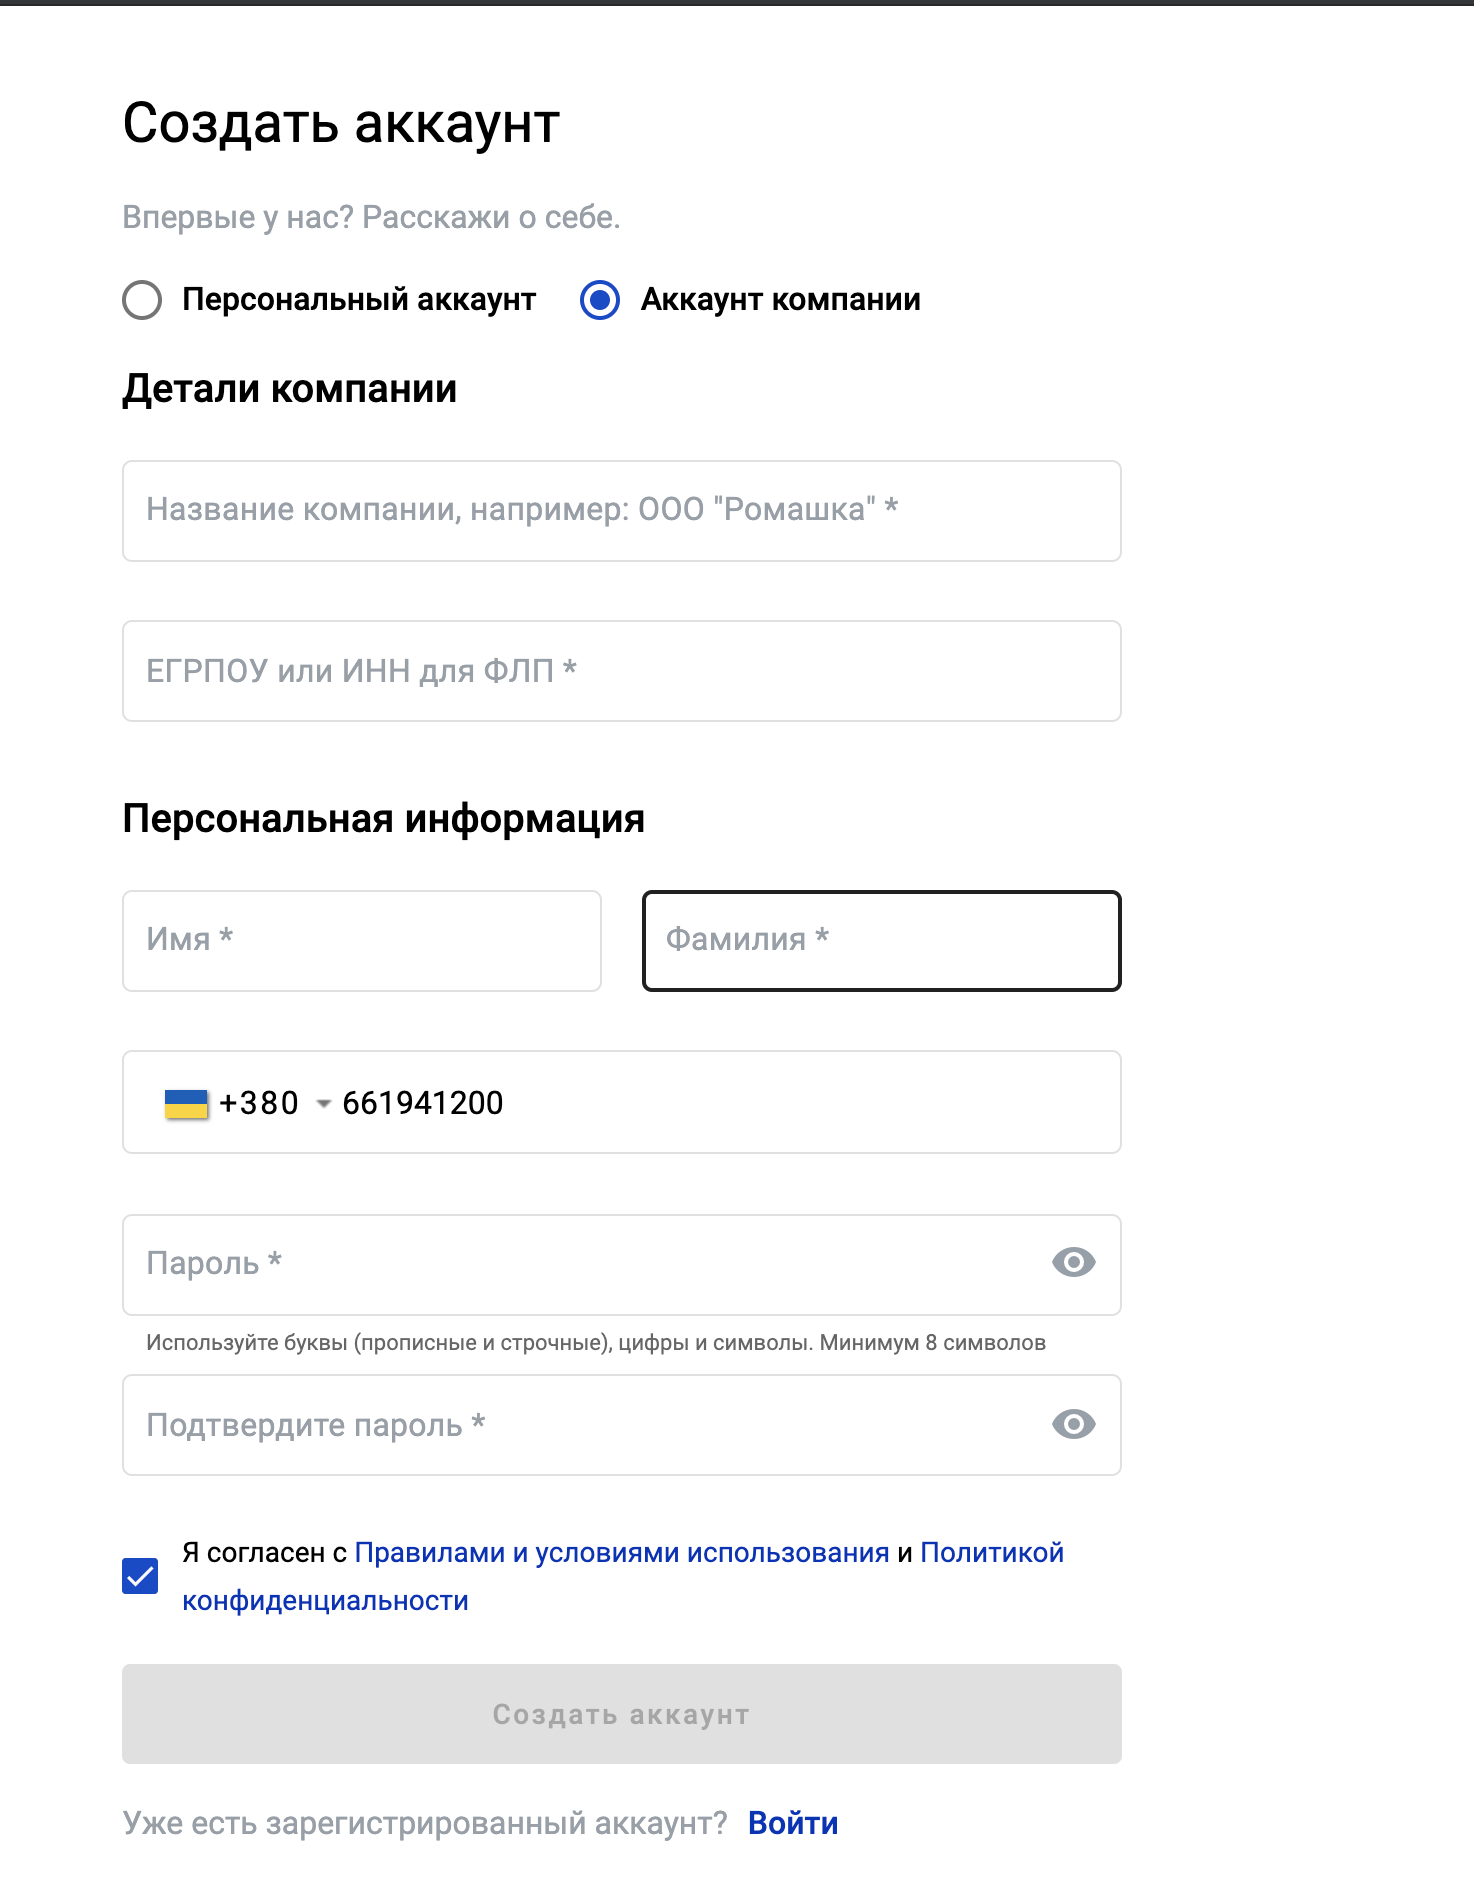 Создать аккаунт
Впервые у нас? Расскажи о себе.
Персональный аккаунт Аккаунт компании
Детали компании
Название компании, например: ООО "Ромашка" *
ЕГРПОУ или ИНН для ФЛП *
Персональная информация
Имя * Фамилия *
+380 661941200
Пароль *
Используйте буквы (прописные и строчные), цифры и символы. Минимум 8 символов
Подтвердите пароль *
Я согласен с Правилами и условиями использования и Политикой
конфиденциальности
Создать аккаунт
Уже есть зарегистрированный аккаунт? Войти